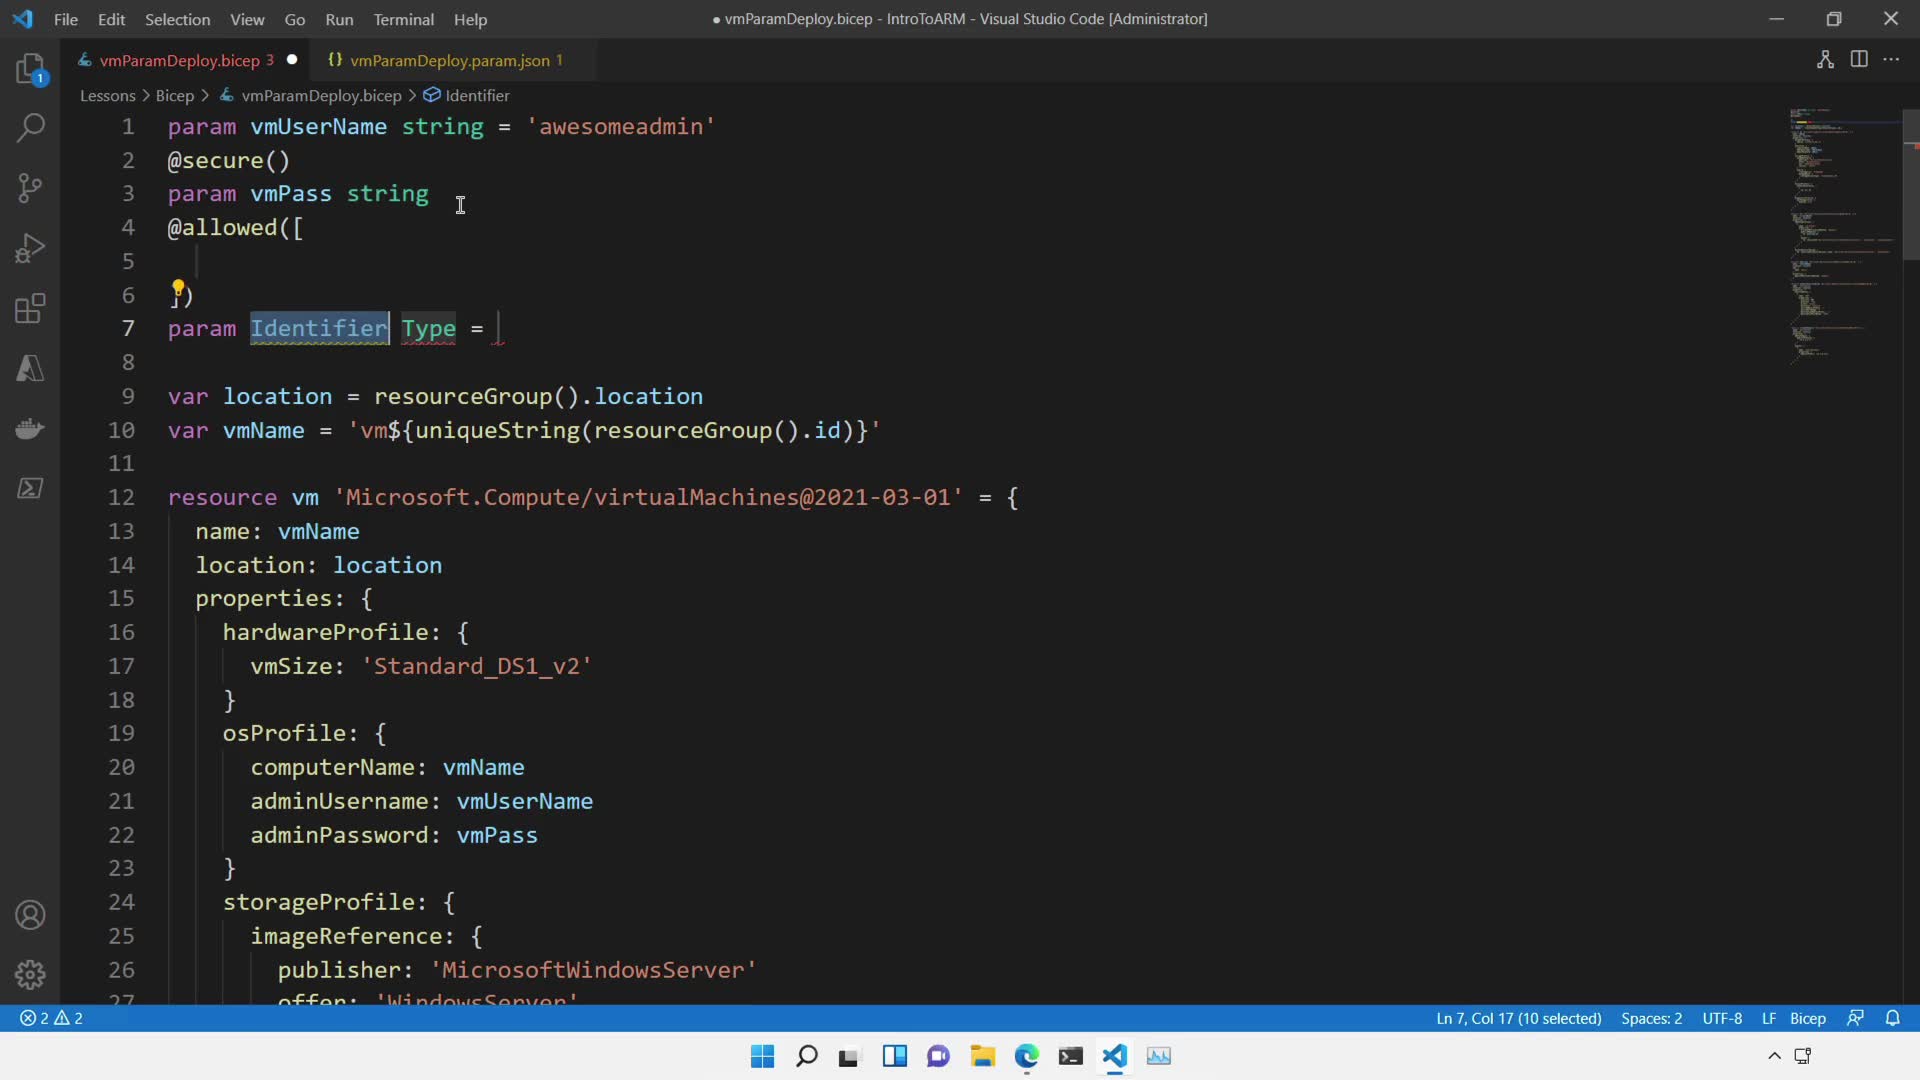 File Edit Selection View Go Run Terminal Help
● vmParamDeploy.bicep - IntroToARM - Visual Studio Code [Administrator]
vmParamDeploy.bicep 3 ●
{} vmParamDeploy.param.json 1
1
Lessons > Bicep > vmParamDeploy.bicep > Identifier
1 param vmUserName string = 'awesomeadmin'
2 @secure()
3 param vmPass string
4 @allowed([
5
6 ])
7 param Identifier Type =
8
9 var location = resourceGroup().location
10 var vmName = 'vm${uniqueString(resourceGroup().id)}'
11
12 resource vm 'Microsoft.Compute/virtualMachines@2021-03-01' = {
13 name: vmName
14 location: location
15 properties: {
16 hardwareProfile: {
17 vmSize: 'Standard_DS1_v2'
18 }
19 osProfile: {
20 computerName: vmName
21 adminUsername: vmUserName
22 adminPassword: vmPass
23 }
24 storageProfile: {
25 imageReference: {
26 publisher: 'MicrosoftWindowsServer'
27 offer: 'WindowsServer'
2 2
Ln 7, Col 17 (10 selected) Spaces: 2 UTF-8 LF Bicep